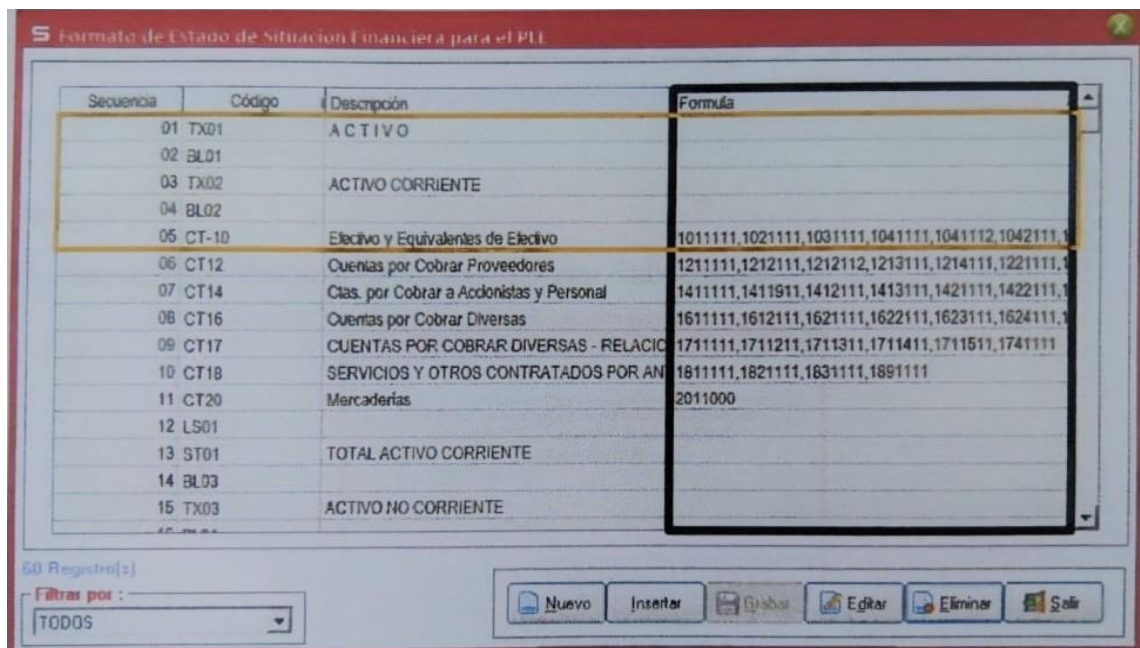 S Formato de Estado de Situacion Financiera para el PLE
Secuencia Código Descripción Formula
01 TX01 A C T I V O
02 BL01
03 TX02 ACTIVO CORRIENTE
04 BL02
05 CT-10 Efectivo y Equivalentes de Efectivo 1011111,1021111,1031111,1041111,1041112,1042111,1
06 CT12 Cuentas por Cobrar Proveedores 1211111,1212111,1212112,1213111,1214111,1221111,1
07 CT14 Ctas. por Cobrar a Accionistas y Personal 1411111,1411911,1412111,1413111,1421111,1422111,1
08 CT16 Cuentas por Cobrar Diversas 1611111,1612111,1621111,1622111,1623111,1624111,1
09 CT17 CUENTAS POR COBRAR DIVERSAS - RELACIO 1711111,1711211,1711311,1711411,1711511,1741111
10 CT18 SERVICIOS Y OTROS CONTRATADOS POR AN 1811111,1821111,1831111,1891111
11 CT20 Mercaderías 2011000
12 LS01
13 ST01 TOTAL ACTIVO CORRIENTE
14 BL03
15 TX03 ACTIVO NO CORRIENTE
60 Registro(s)
Filtrar por :
TODOS
Nuevo Insertar Grabar Editar Eliminar Salir